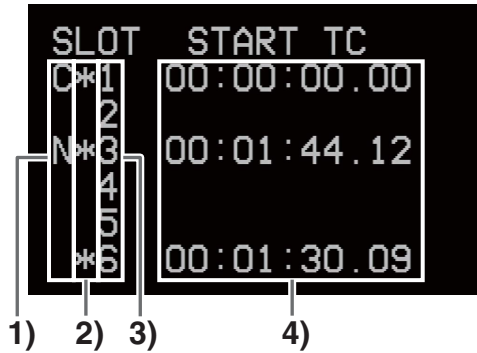 SLOT START TC
C*1 00:00:00.00
2
N*3 00:01:44.12
4
5
*6 00:01:30.09
1) 2) 3) 4)